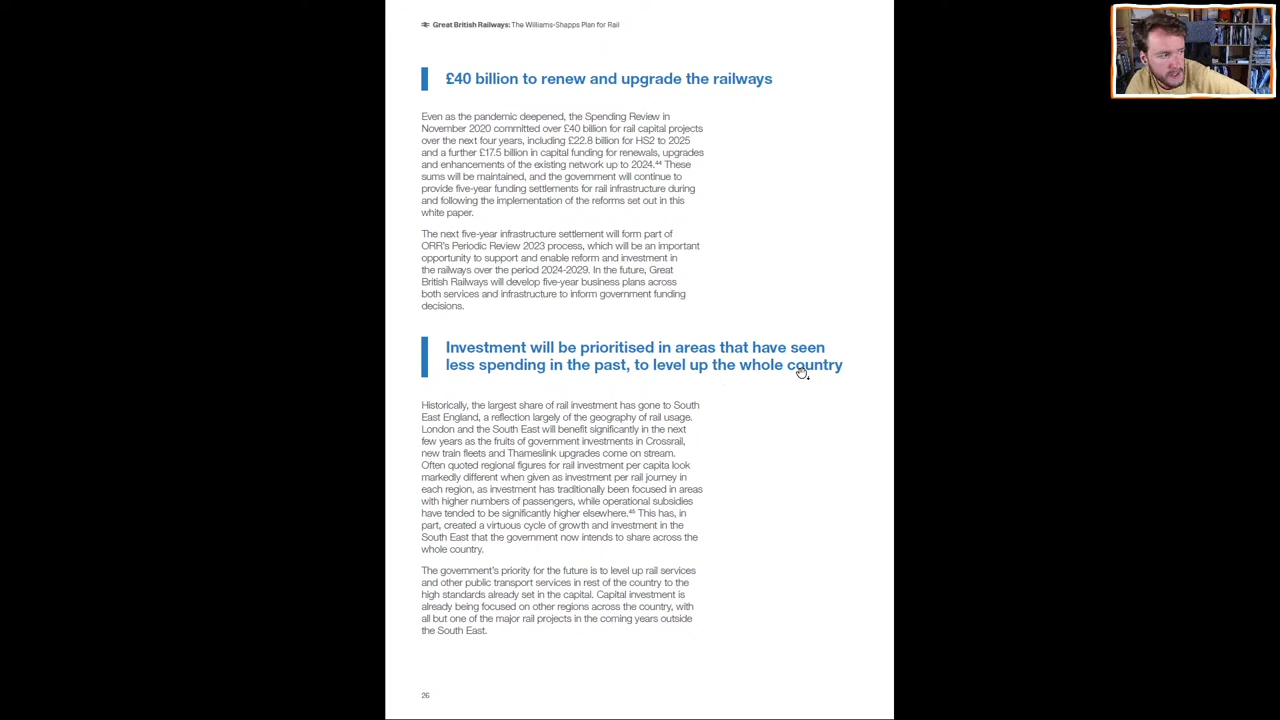 Great British Railways: The Williams-Shapps Plan for Rail
£40 billion to renew and upgrade the railways
Even as the pandemic deepened, the Spending Review in
November 2020 committed over £40 billion for rail capital projects
over the next four years, including £22.8 billion for HS2 to 2025
and a further £17.5 billion in capital funding for renewals, upgrades
and enhancements of the existing network up to 2024.⁴⁴ These
sums will be maintained, and the government will continue to
provide five-year funding settlements for rail infrastructure during
and following the implementation of the reforms set out in this
white paper.
The next five-year infrastructure settlement will form part of
ORR's Periodic Review 2023 process, which will be an important
opportunity to support and enable reform and investment in
the railways over the period 2024-2029. In the future, Great
British Railways will develop five-year business plans across
both services and infrastructure to inform government funding
decisions.
Investment will be prioritised in areas that have seen
less spending in the past, to level up the whole country
Historically, the largest share of rail investment has gone to South
East England, a reflection largely of the geography of rail usage.
London and the South East will benefit significantly in the next
few years as the fruits of government investments in Crossrail,
new train fleets and Thameslink upgrades come on stream.
Often quoted regional figures for rail investment per capita look
markedly different when given as investment per rail journey in
each region, as investment has traditionally been focused in areas
with higher numbers of passengers, while operational subsidies
have tended to be significantly higher elsewhere.⁴⁵ This has, in
part, created a virtuous cycle of growth and investment in the
South East that the government now intends to share across the
whole country.
The government's priority for the future is to level up rail services
and other public transport services in rest of the country to the
high standards already set in the capital. Capital investment is
already being focused on other regions across the country, with
all but one of the major rail projects in the coming years outside
the South East.
26